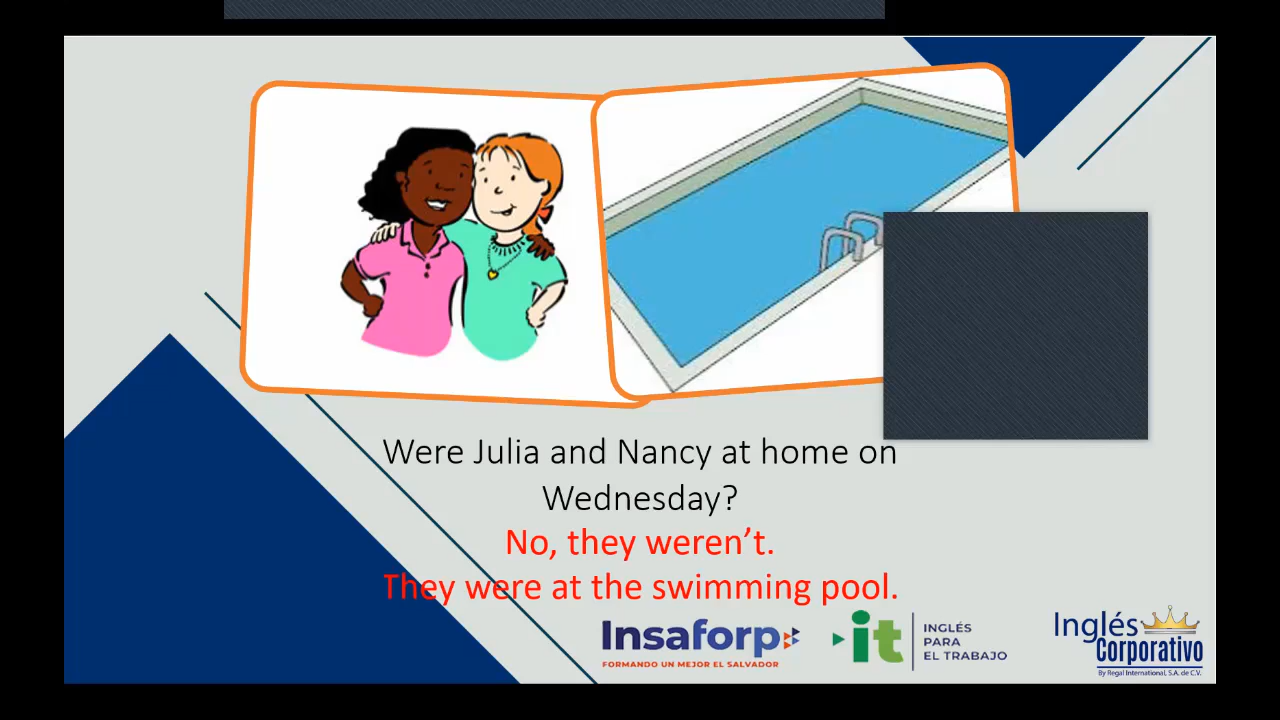 Were Julia and Nancy at home on
Wednesday?
No, they weren’t.
They were at the swimming pool.
Insaforp
FORMANDO UN MEJOR EL SALVADOR
it
INGLÉS
PARA
EL TRABAJO
Inglés
Corporativo
By Regal International, S.A. de C.V.